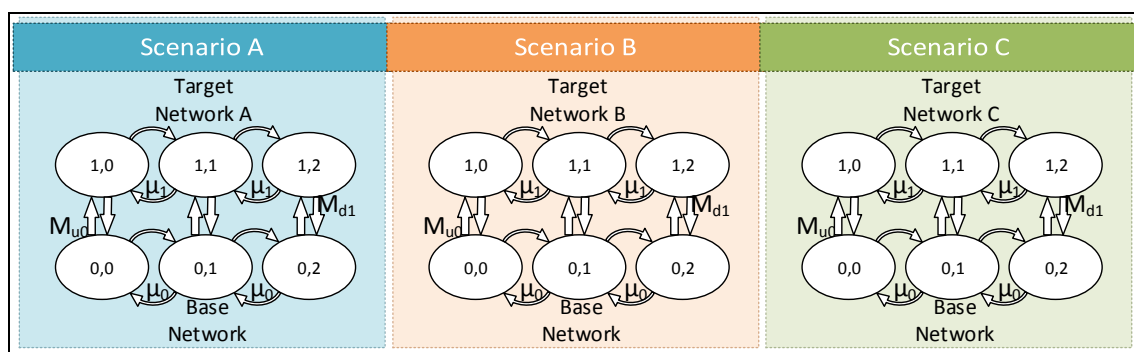 Scenario A
Target
Network A
1,0 1,1 1,2
μ1 μ1
Mu0 Md1
0,0 0,1 0,2
μ0 μ0
Base
Network
Scenario B
Target
Network B
1,0 1,1 1,2
μ1 μ1
Mu0 Md1
0,0 0,1 0,2
μ0 μ0
Base
Network
Scenario C
Target
Network C
1,0 1,1 1,2
μ1 μ1
Mu0 Md1
0,0 0,1 0,2
μ0 μ0
Base
Network